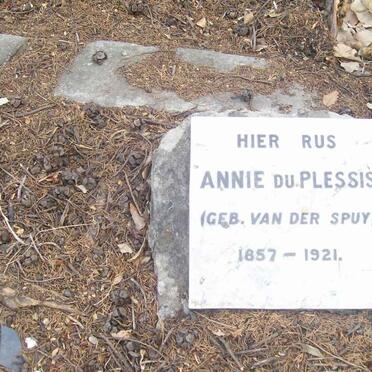 HIER RUS
ANNIE DU PLESSIS
(GEB. VAN DER SPUY
1857 – 1921.